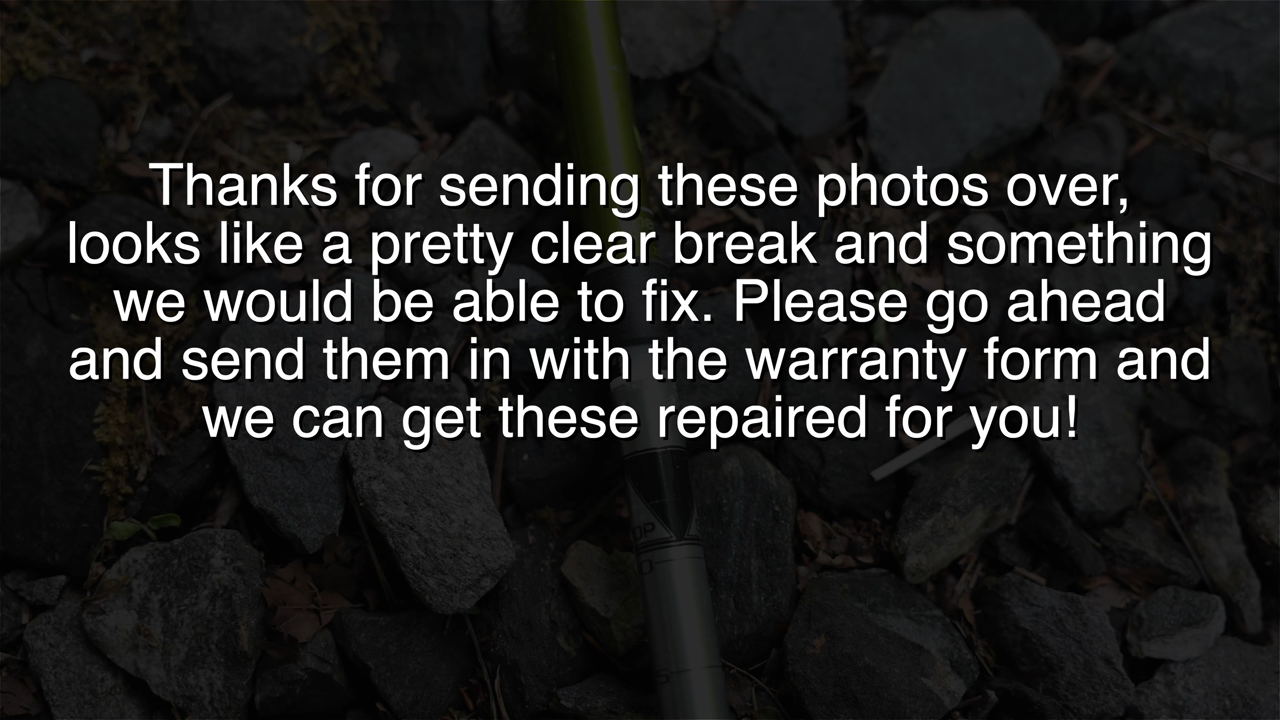 Thanks for sending these photos over,
looks like a pretty clear break and something
we would be able to fix. Please go ahead
and send them in with the warranty form and
we can get these repaired for you!